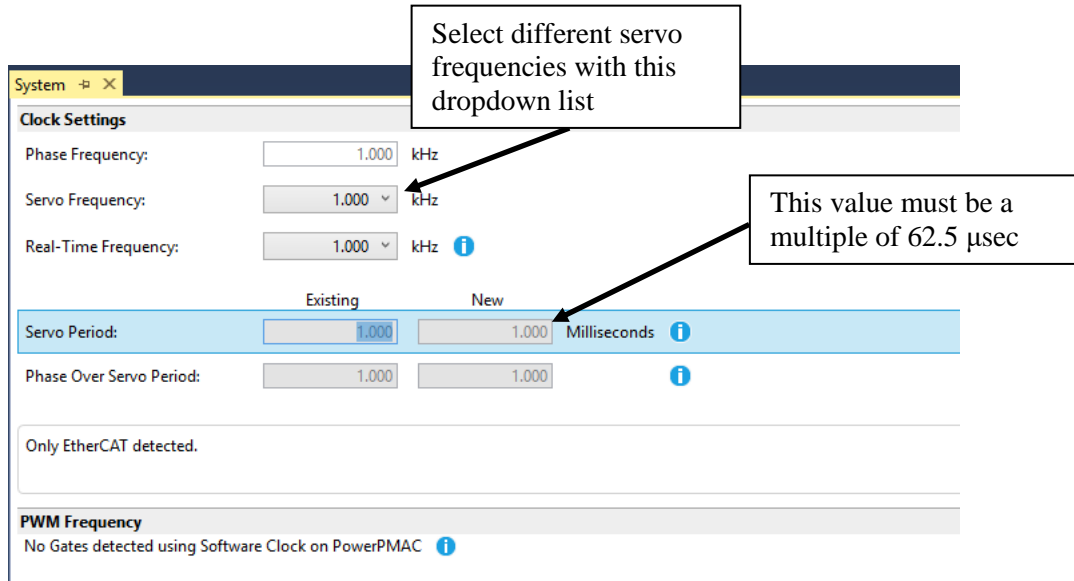 Select different servo
frequencies with this
dropdown list
System
Clock Settings
Phase Frequency: 1.000 kHz
Servo Frequency: 1.000 kHz
This value must be a
multiple of 62.5 μsec
Real-Time Frequency: 1.000 kHz
Existing New
Servo Period: 1.000 1.000 Milliseconds
Phase Over Servo Period: 1.000 1.000
Only EtherCAT detected.
PWM Frequency
No Gates detected using Software Clock on PowerPMAC